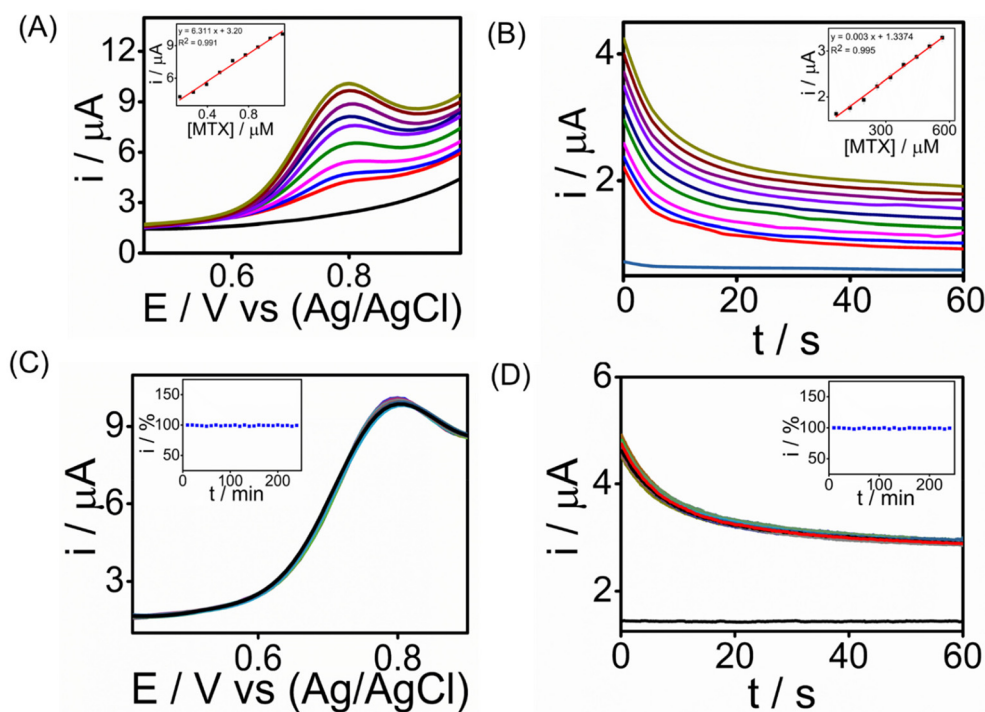 (A)
12
9
6
3
0
i / µA
0.6
0.8
E / V vs (Ag/AgCl)
y = 6.311 x + 3.20
R² = 0.991
9
6
i / µA
0.4
0.8
[MTX] / µM
(B)
4
2
i / µA
0
20
40
60
t / s
y = 0.003 x + 1.3374
R² = 0.995
3
2
i / µA
300
600
[MTX] / µM
(C)
9
6
3
i / µA
0.6
0.8
E / V vs (Ag/AgCl)
150
100
50
i / %
0
100
200
t / min
(D)
6
4
2
i / µA
0
20
40
60
t / s
150
100
50
i / %
0
100
200
t / min